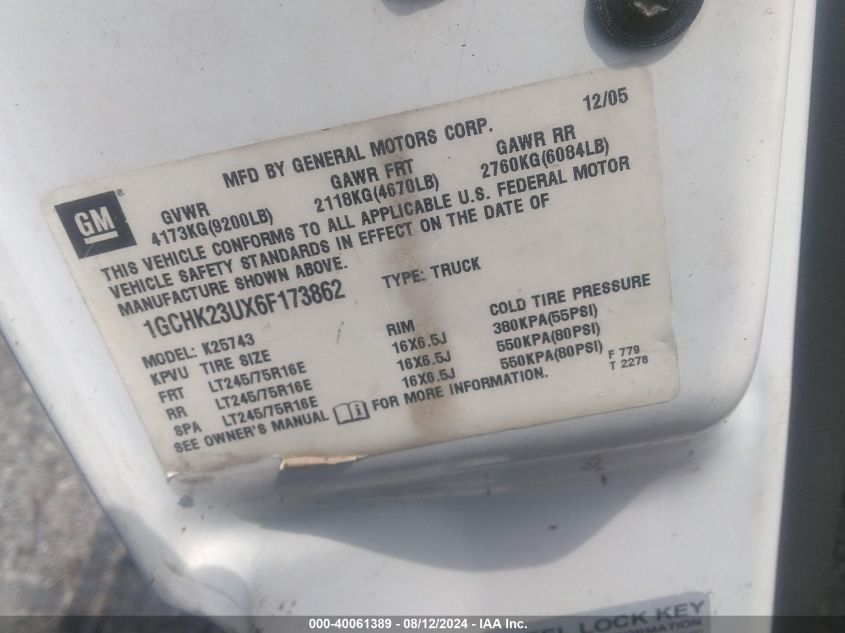 12/05
MFD BY GENERAL MOTORS CORP.
GM®
GVWR GAWR FRT GAWR RR
4173KG(9200LB) 2118KG(4670LB) 2760KG(6084LB)
THIS VEHICLE CONFORMS TO ALL APPLICABLE U.S. FEDERAL MOTOR
VEHICLE SAFETY STANDARDS IN EFFECT ON THE DATE OF
MANUFACTURE SHOWN ABOVE.
1GCHK23UX6F173862 TYPE: TRUCK
MODEL: K25743
KPVU TIRE SIZE RIM COLD TIRE PRESSURE
FRT LT245/75R16E 16X6.5J 380KPA(55PSI)
RR LT245/75R16E 16X6.5J 550KPA(80PSI)
SPA LT245/75R16E 16X6.5J 550KPA(80PSI)
F 779
T 2278
SEE OWNER'S MANUAL FOR MORE INFORMATION.
LOCK KEY
000-40061389 - 08/12/2024 - IAA Inc.